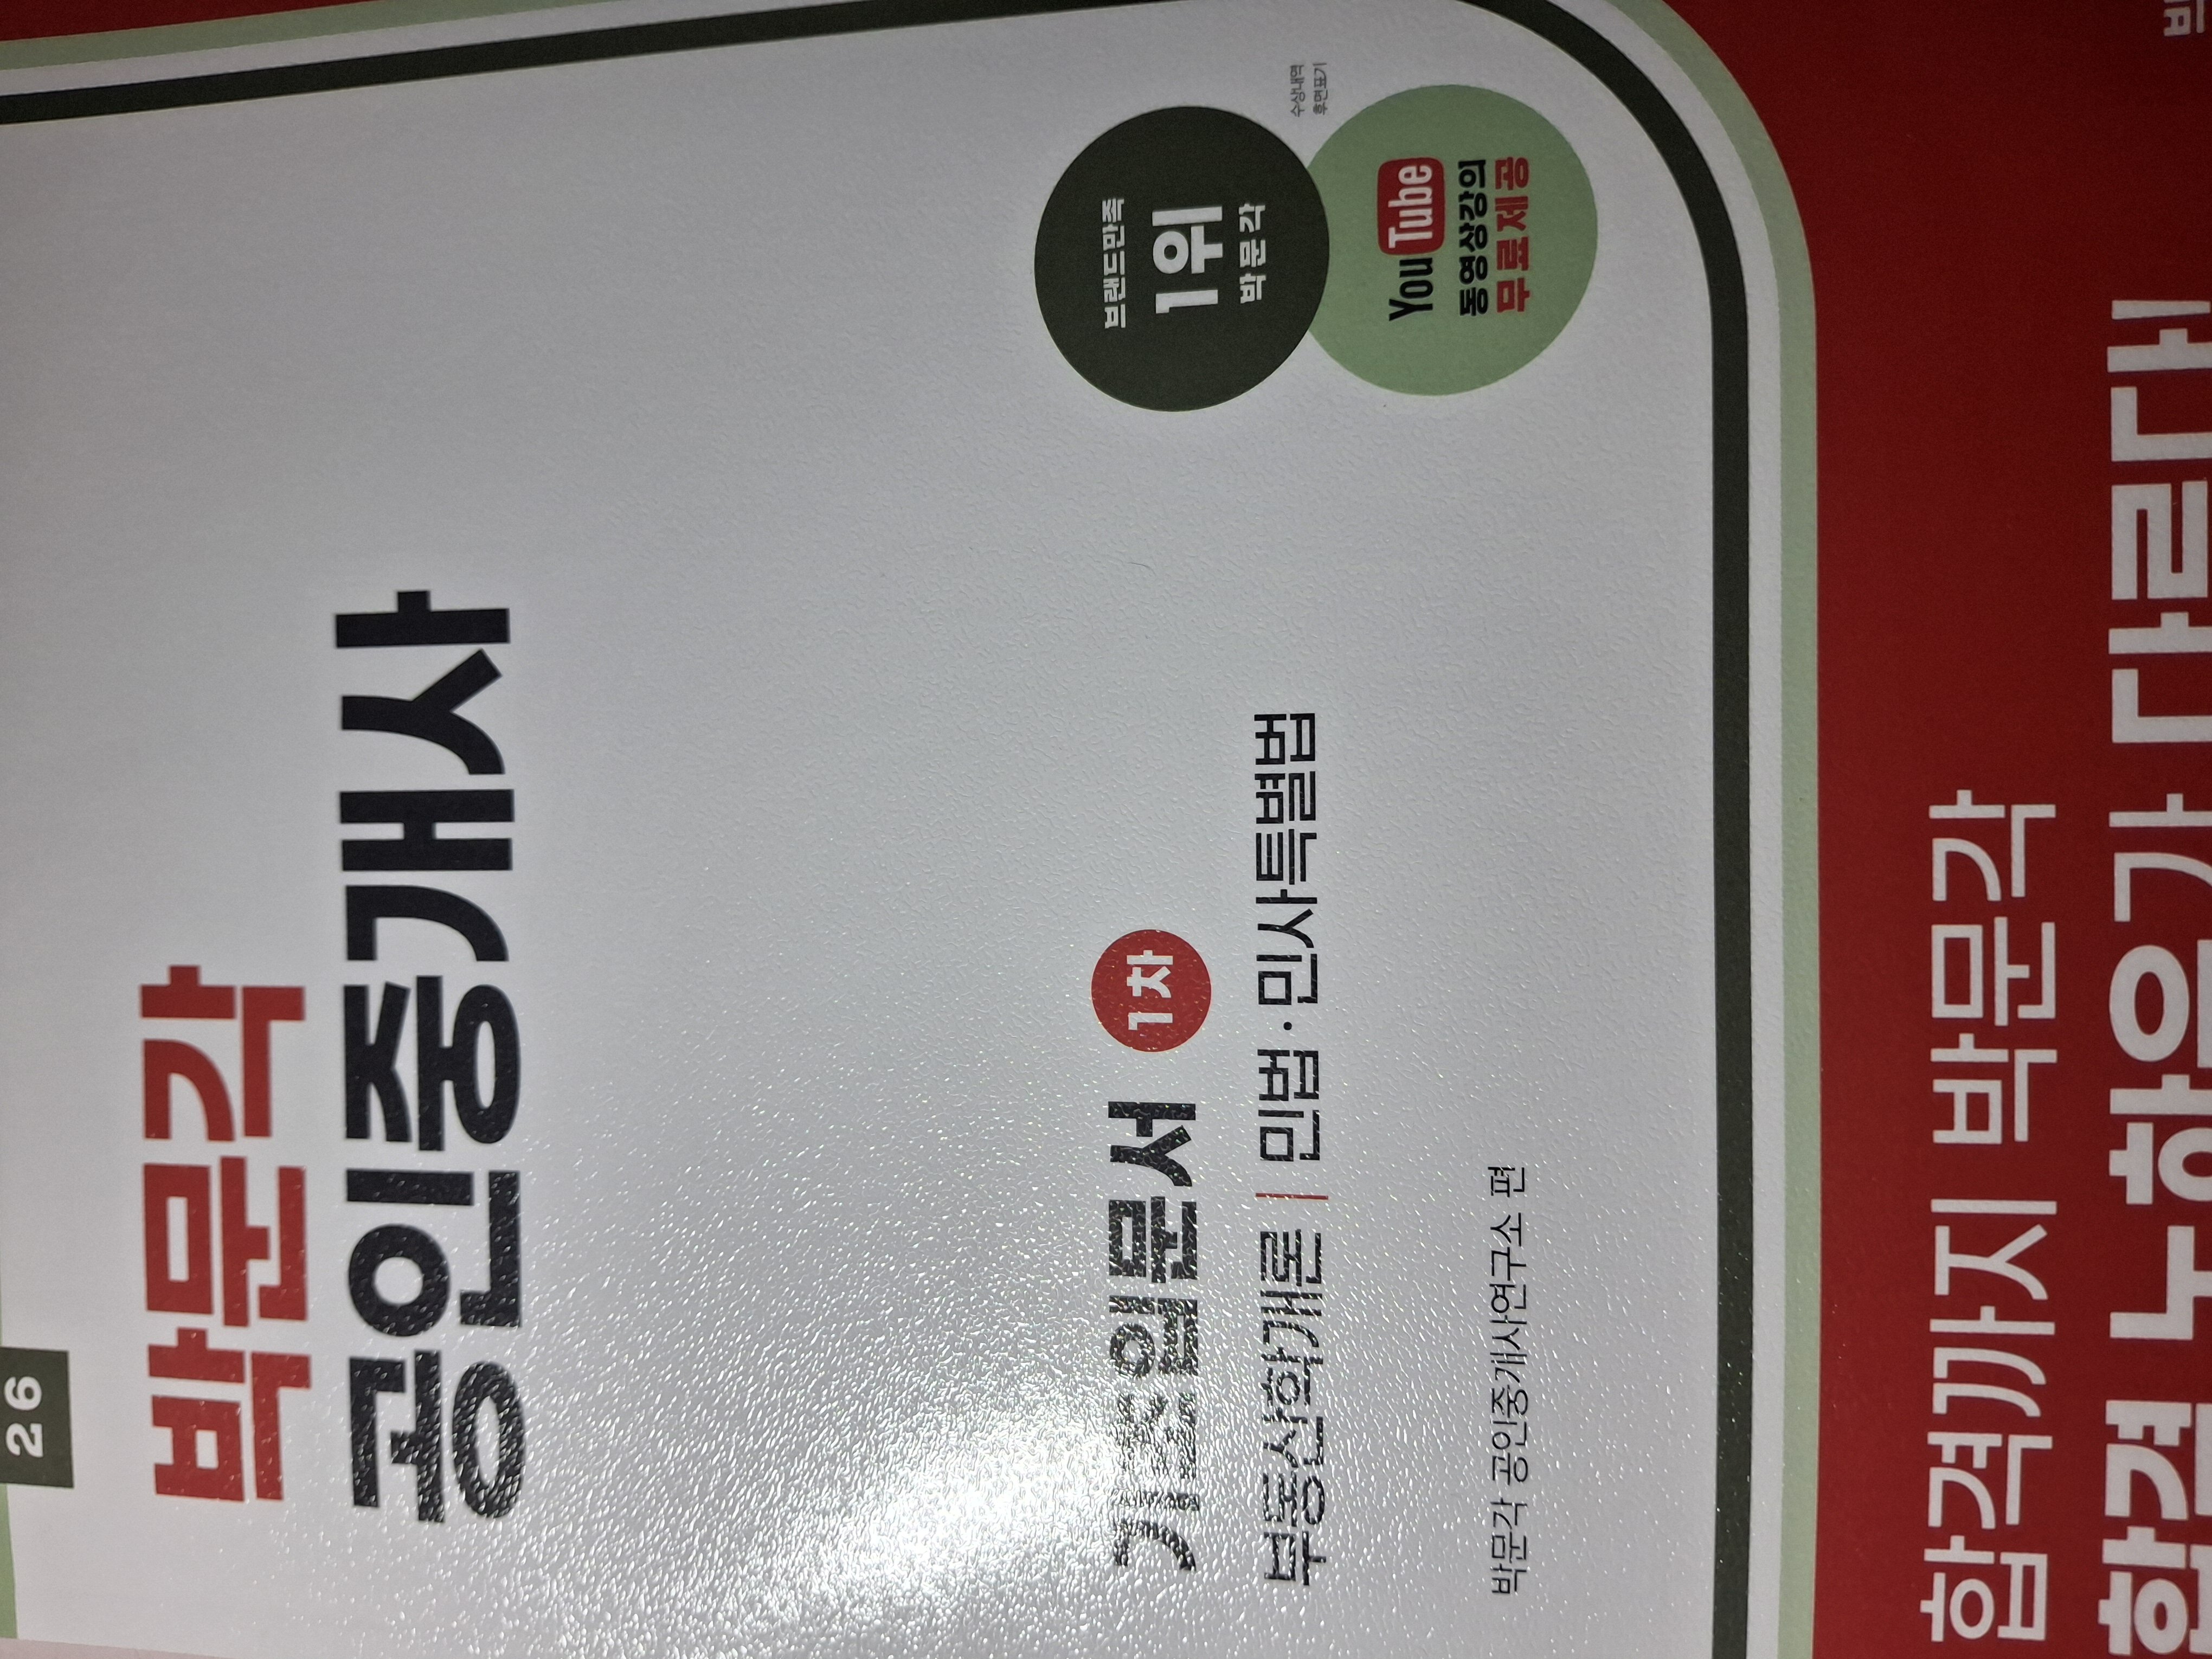 26
박문각
공인중개사
브랜드만족
1위
박문각
수상내역
후면표기
YouTube
동영상강의
무료제공
기초입문서 1차
부동산학개론 | 민법·민사특별법
박문각 공인중개사연구소 편
합격까지 박문각
합격 노하우가 다르다!